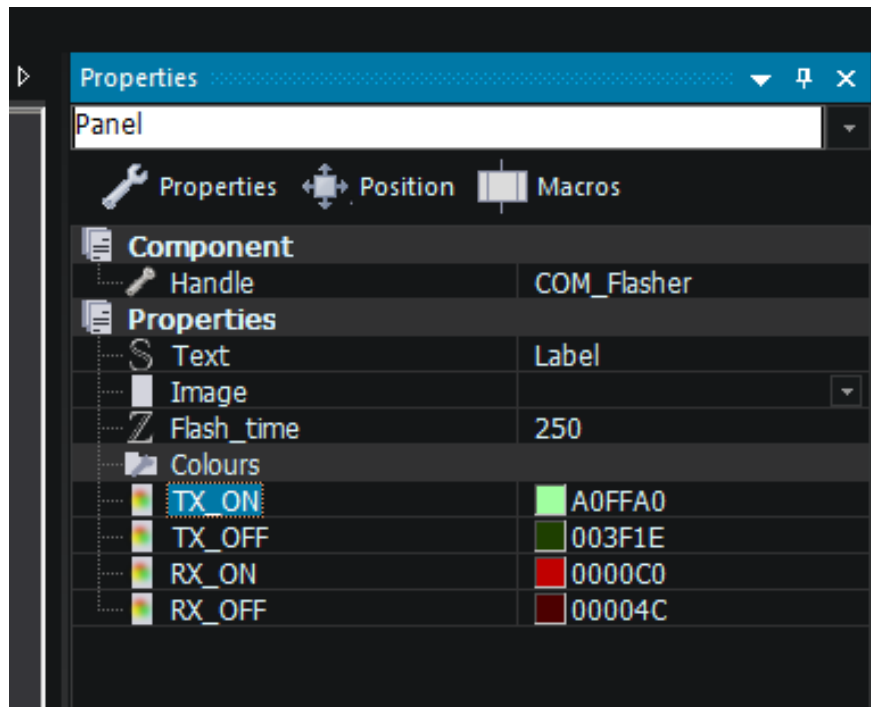 Properties
Panel
Properties Position Macros
Component
Handle COM_Flasher
Properties
Text Label
Image
Flash_time 250
Colours
TX_ON A0FFA0
TX_OFF 003F1E
RX_ON 0000C0
RX_OFF 00004C